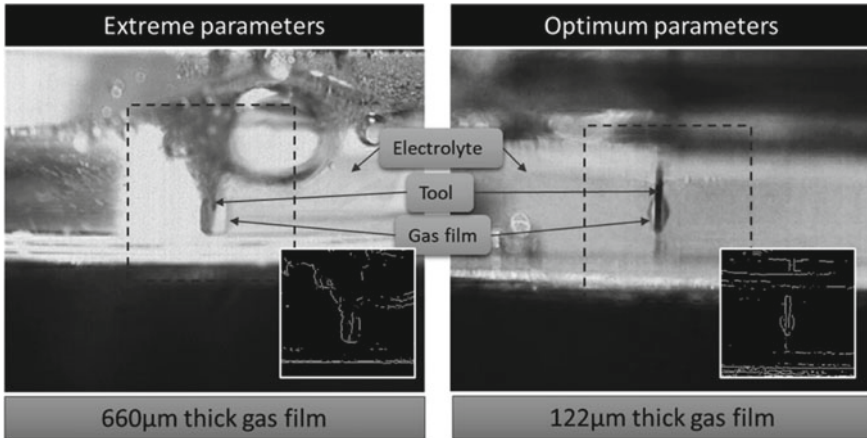 Extreme parameters
Optimum parameters
Electrolyte
Tool
Gas film
660µm thick gas film
122µm thick gas film